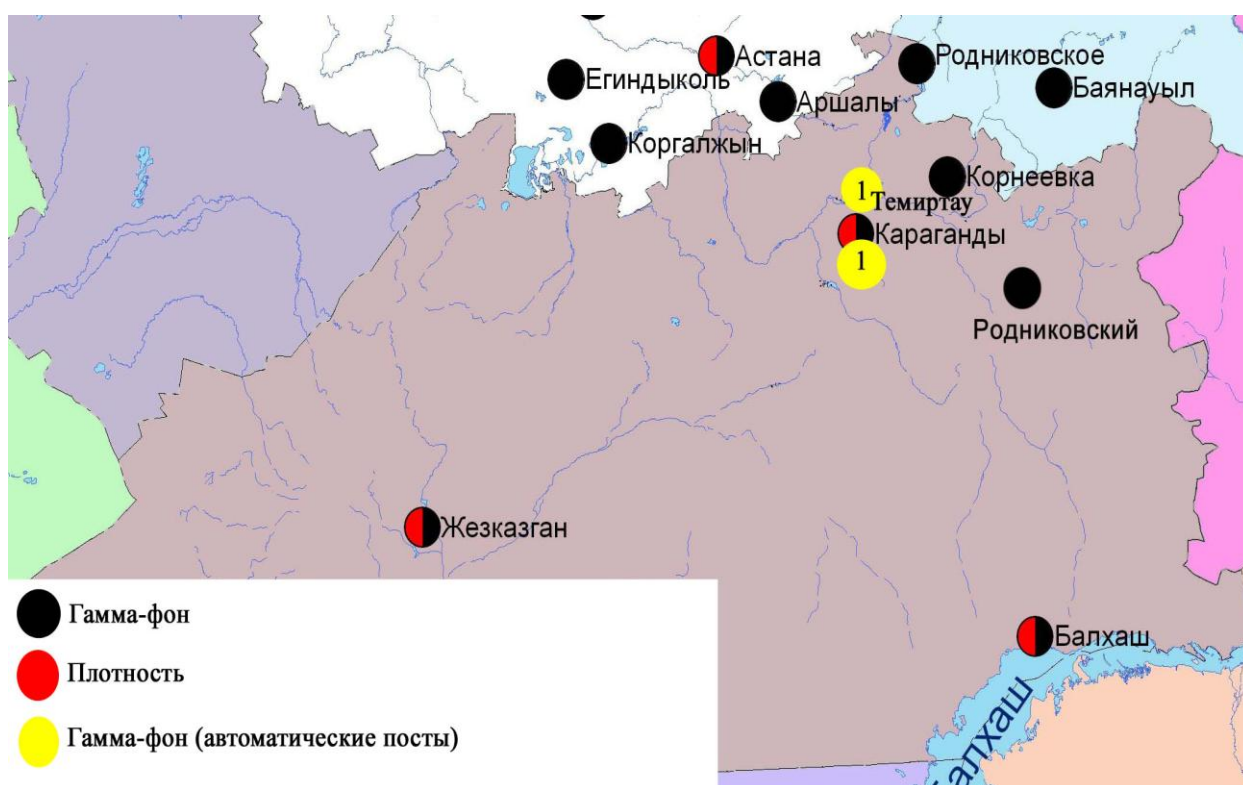 Астана
Родниковское
Егиндыколь
Баянауыл
Аршалы
Коргалжын
Корнеевка
1
Темиртау
Караганды
1
Родниковский
Жезказган
Балхаш
Балхаш
Гамма-фон
Плотность
Гамма-фон (автоматические посты)